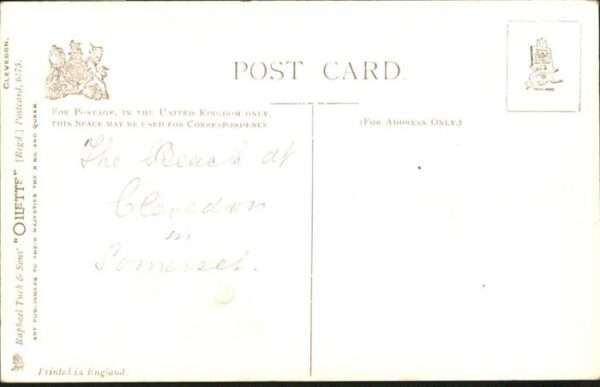 CLEVEDON.
Raphael Tuck & Sons' "OILETTE" [Regd.] Postcard, 6375.
ART PUBLISHERS TO THEIR MAJESTIES THE KING AND QUEEN.
POST CARD.
FOR POSTAGE, IN THE UNITED KINGDOM ONLY,
THIS SPACE MAY BE USED FOR CORRESPONDENCE
(FOR ADDRESS ONLY.)
The Beach at
Clevedon
in
Somerset.
Printed in England.